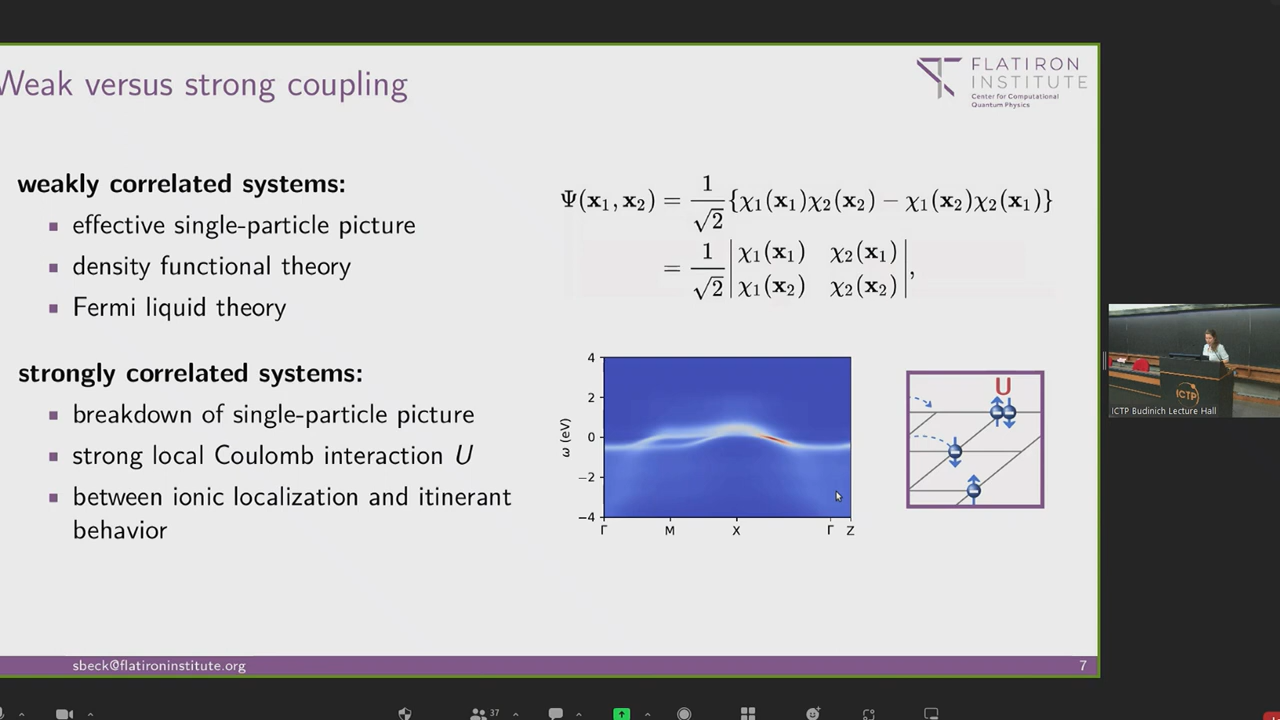 Weak versus strong coupling
FLATIRON
INSTITUTE
Center for Computational
Quantum Physics
weakly correlated systems:
effective single-particle picture
density functional theory
Fermi liquid theory
Ψ(x₁, x₂) = 1/√2 {χ₁(x₁)χ₂(x₂) − χ₁(x₂)χ₂(x₁)}
= 1/√2 | χ₁(x₁) χ₂(x₁) |
| χ₁(x₂) χ₂(x₂) |,
strongly correlated systems:
breakdown of single-particle picture
strong local Coulomb interaction U
between ionic localization and itinerant
behavior
4
2
0
−2
−4
ω (eV)
Γ M X Γ Z
U
ICTP
ICTP Budinich Lecture Hall
sbeck@flatironinstitute.org
7
37